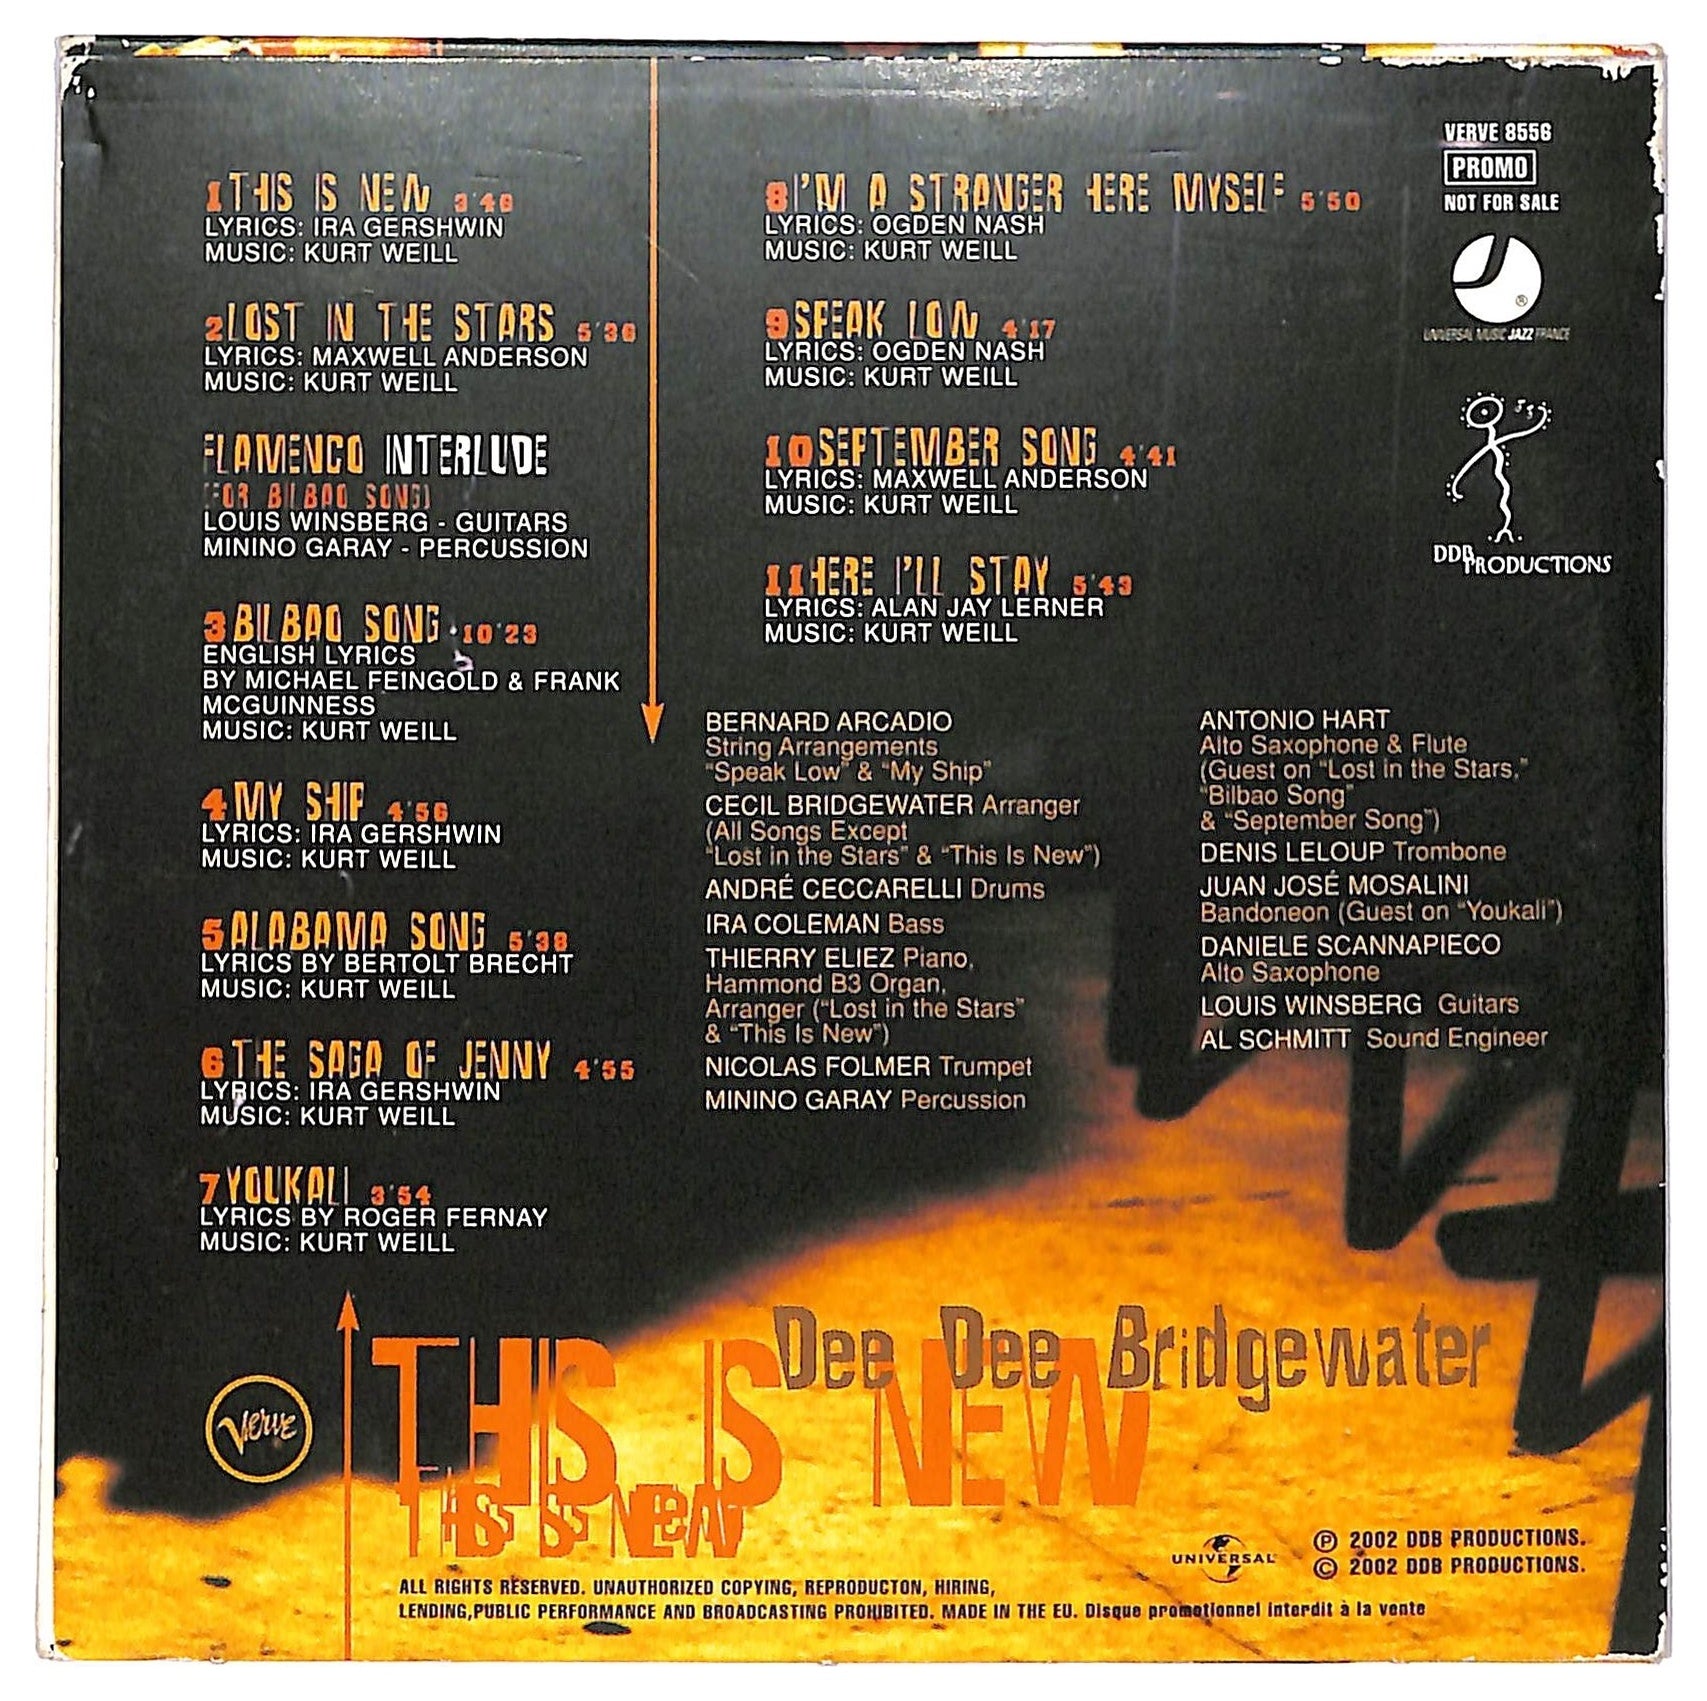 1 THIS IS NEW 3'48
LYRICS: IRA GERSHWIN
MUSIC: KURT WEILL
2 LOST IN THE STARS 5'36
LYRICS: MAXWELL ANDERSON
MUSIC: KURT WEILL
FLAMENCO INTERLUDE
(FOR BILBAO SONG)
LOUIS WINSBERG - GUITARS
MININO GARAY - PERCUSSION
3 BILBAO SONG 10'23
ENGLISH LYRICS
BY MICHAEL FEINGOLD & FRANK
MCGUINNESS
MUSIC: KURT WEILL
4 MY SHIP 4'56
LYRICS: IRA GERSHWIN
MUSIC: KURT WEILL
5 ALABAMA SONG 5'38
LYRICS BY BERTOLT BRECHT
MUSIC: KURT WEILL
6 THE SAGA OF JENNY 4'55
LYRICS: IRA GERSHWIN
MUSIC: KURT WEILL
7 YOUKALI 3'54
LYRICS BY ROGER FERNAY
MUSIC: KURT WEILL
8 I'M A STRANGER HERE MYSELF 5'50
LYRICS: OGDEN NASH
MUSIC: KURT WEILL
9 SPEAK LOW 4'17
LYRICS: OGDEN NASH
MUSIC: KURT WEILL
10 SEPTEMBER SONG 4'41
LYRICS: MAXWELL ANDERSON
MUSIC: KURT WEILL
11 HERE I'LL STAY 5'43
LYRICS: ALAN JAY LERNER
MUSIC: KURT WEILL
VERVE 8556
PROMO
NOT FOR SALE
®
UNIVERSAL MUSIC JAZZ FRANCE
DDB PRODUCTIONS
BERNARD ARCADIO
String Arrangements
"Speak Low" & "My Ship"
CECIL BRIDGEWATER Arranger
(All Songs Except
"Lost in the Stars" & "This Is New")
ANDRÉ CECCARELLI Drums
IRA COLEMAN Bass
THIERRY ELIEZ Piano,
Hammond B3 Organ,
Arranger ("Lost in the Stars"
& "This Is New")
NICOLAS FOLMER Trumpet
MININO GARAY Percussion
ANTONIO HART
Alto Saxophone & Flute
(Guest on "Lost in the Stars,"
"Bilbao Song"
& "September Song")
DENIS LELOUP Trombone
JUAN JOSÉ MOSALINI
Bandoneon (Guest on "Youkali")
DANIELE SCANNAPIECO
Alto Saxophone
LOUIS WINSBERG Guitars
AL SCHMITT Sound Engineer
Dee Dee Bridgewater
THIS IS NEW
THIS IS NEW
Verve
UNIVERSAL
℗ 2002 DDB PRODUCTIONS.
© 2002 DDB PRODUCTIONS.
ALL RIGHTS RESERVED. UNAUTHORIZED COPYING, REPRODUCTON, HIRING,
LENDING,PUBLIC PERFORMANCE AND BROADCASTING PROHIBITED. MADE IN THE EU. Disque promotionnel interdit à la vente